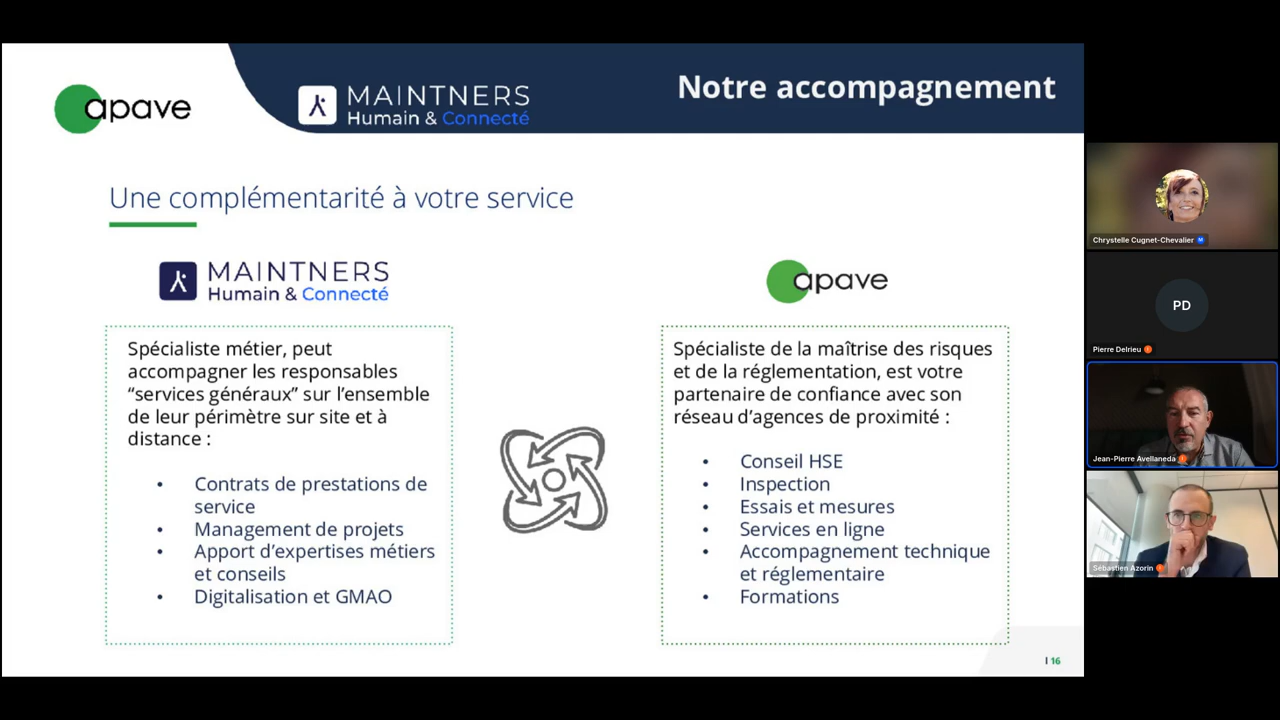 apave
MAINTNERS
Humain & Connecté
Notre accompagnement
Une complémentarité à votre service
MAINTNERS
Humain & Connecté
Spécialiste métier, peut
accompagner les responsables
“services généraux” sur l’ensemble
de leur périmètre sur site et à
distance :
• Contrats de prestations de
service
• Management de projets
• Apport d’expertises métiers
et conseils
• Digitalisation et GMAO
apave
Spécialiste de la maîtrise des risques
et de la réglementation, est votre
partenaire de confiance avec son
réseau d’agences de proximité :
• Conseil HSE
• Inspection
• Essais et mesures
• Services en ligne
• Accompagnement technique
et réglementaire
• Formations
I 16
Chrystelle Cugnet-Chevalier M
PD
Pierre Delrieu
Jean-Pierre Avellaneda
Sébastien Azorin